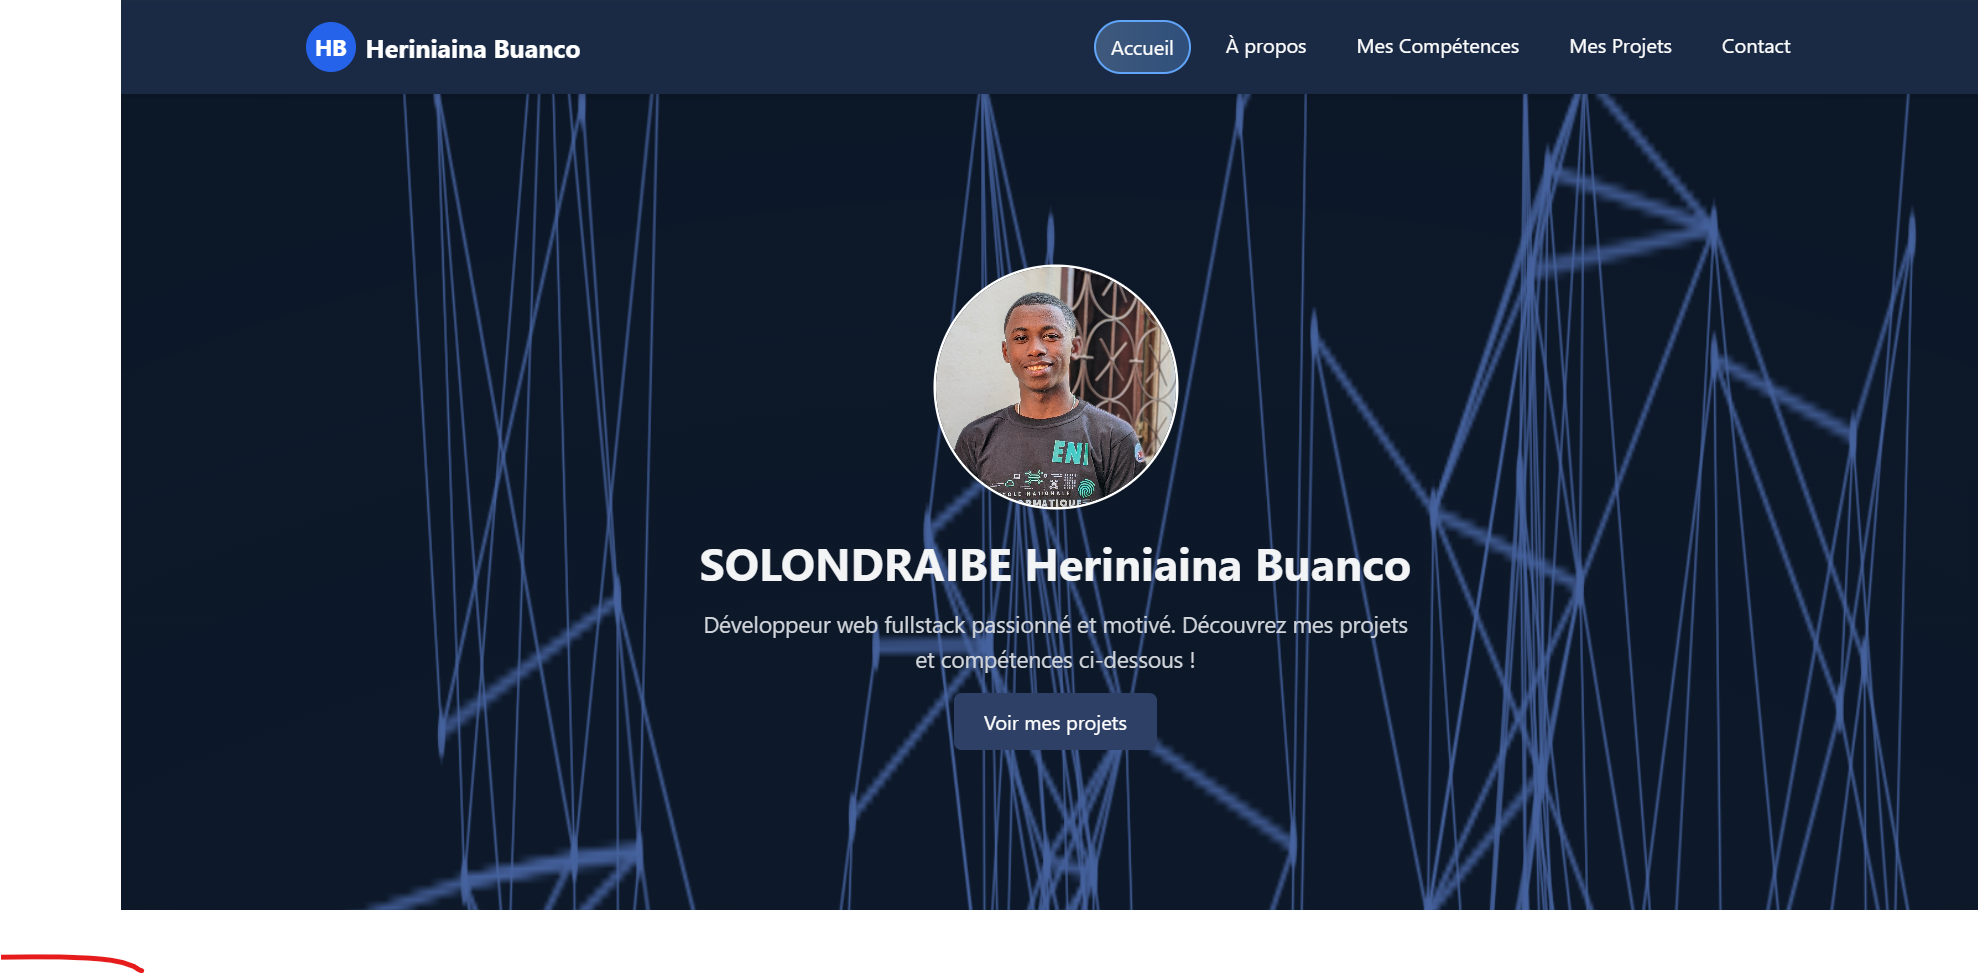 HB Heriniaina Buanco
Accueil À propos Mes Compétences Mes Projets Contact
ENI
SOLONDRAIBE Heriniaina Buanco
Développeur web fullstack passionné et motivé. Découvrez mes projets
et compétences ci-dessous !
Voir mes projets